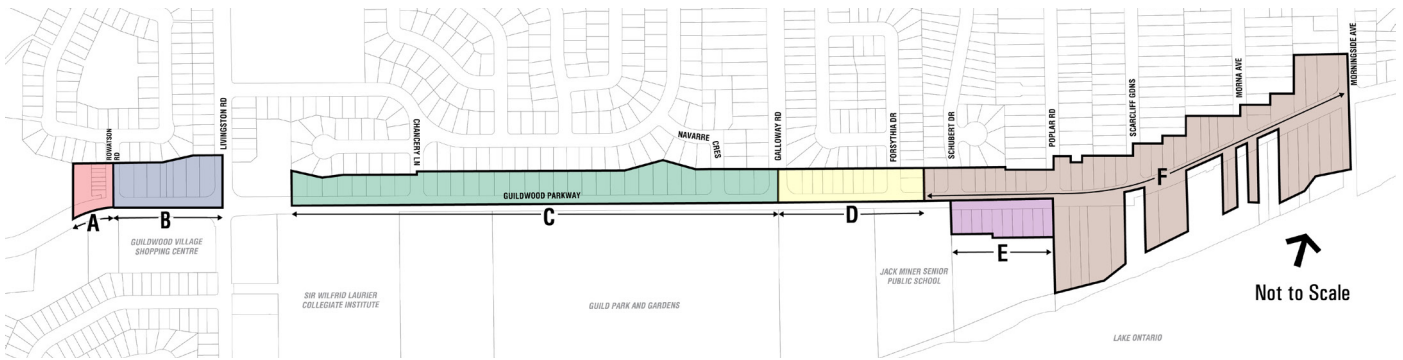 ROWATSON
RD
LIVINGSTON RD
CHANCERY LN
NAVARRE
CRES
GALLOWAY RD
FORSYTHIA DR
SCHUBERT DR
POPLAR RD
SCARCLIFF GDNS
MORNA AVE
MORNINGSIDE AVE
GUILDWOOD PARKWAY
A
B
C
D
E
F
GUILDWOOD VILLAGE
SHOPPING CENTRE
SIR WILFRID LAURIER
COLLEGIATE INSTITUTE
GUILD PARK AND GARDENS
JACK MINER SENIOR
PUBLIC SCHOOL
Not to Scale
LAKE ONTARIO